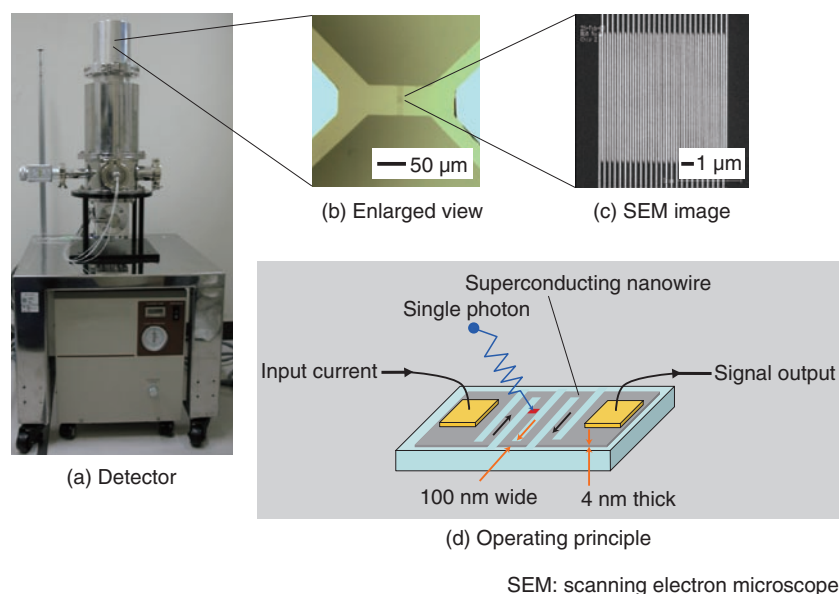 50 μm
1 μm
(b) Enlarged view
(c) SEM image
Superconducting nanowire
Single photon
Input current
Signal output
(a) Detector
100 nm wide
4 nm thick
(d) Operating principle
SEM: scanning electron microscope